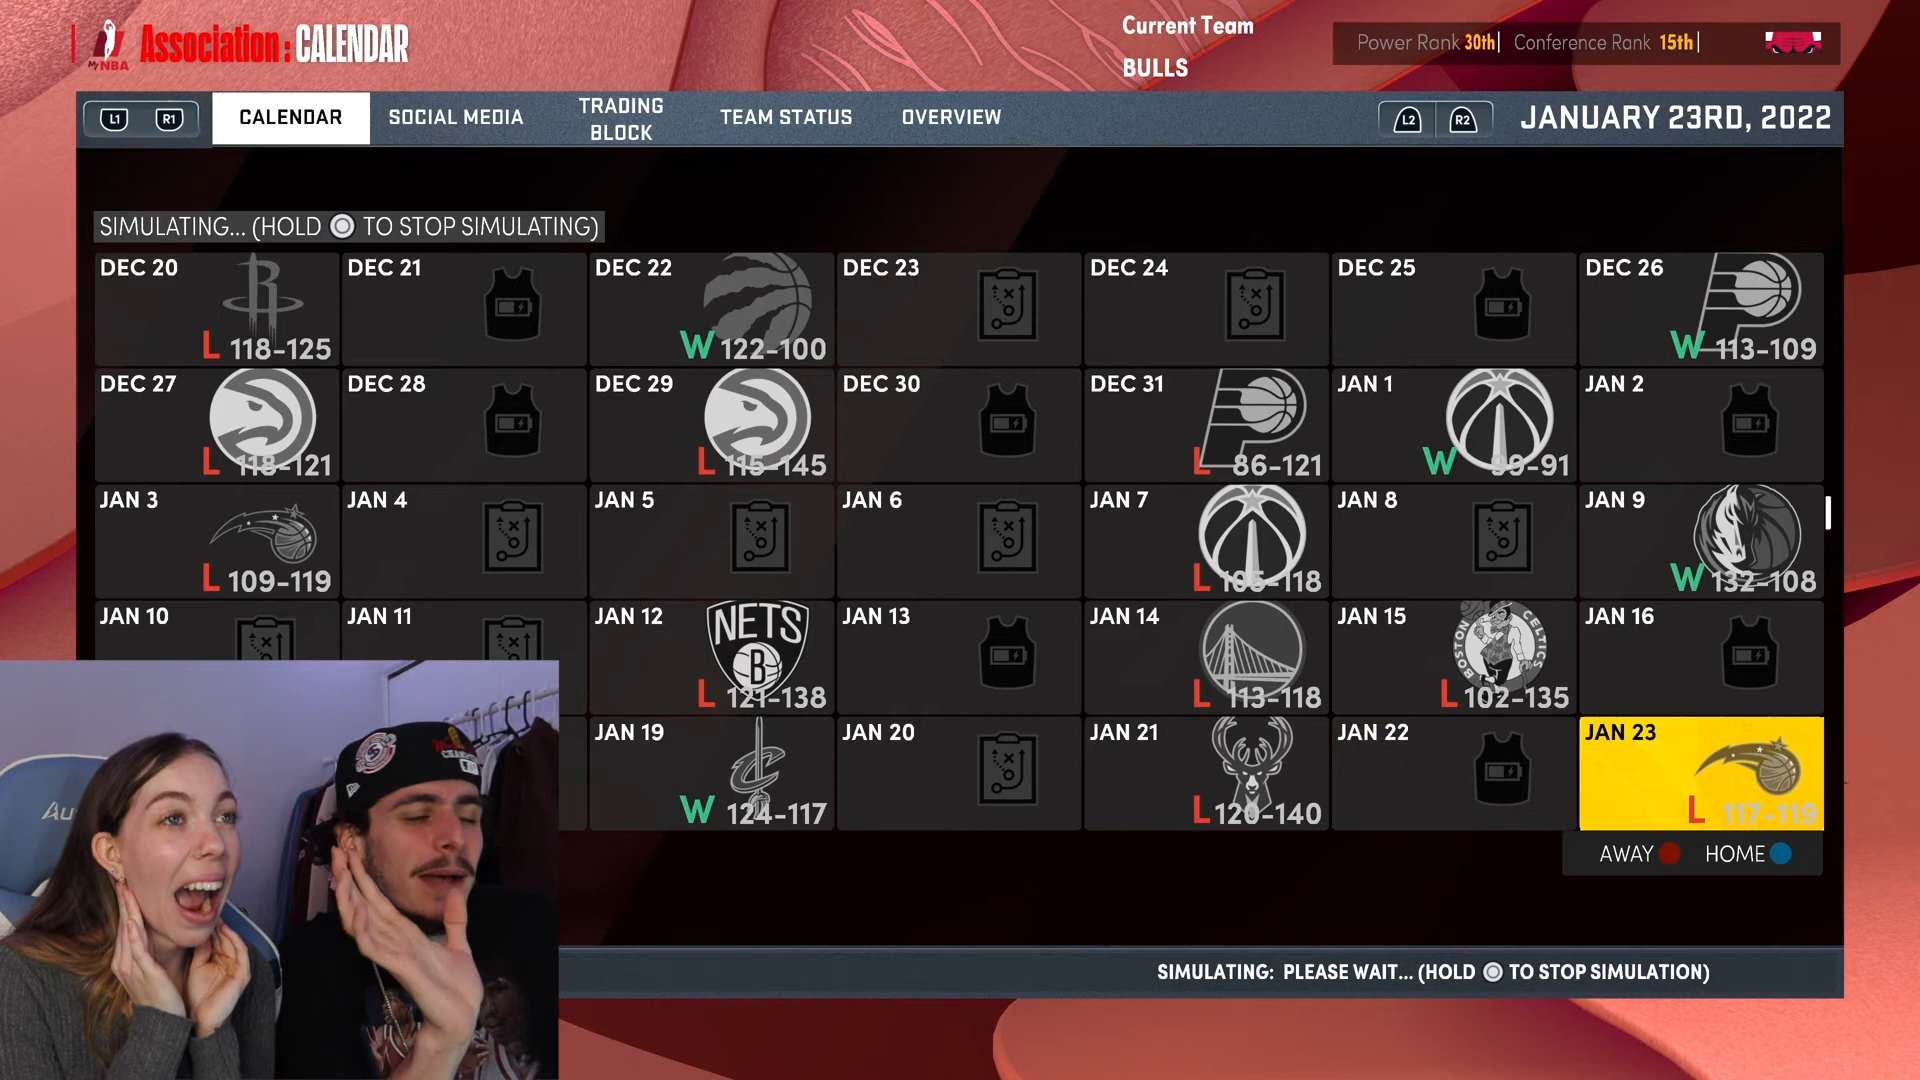 MyNBA
Association: CALENDAR
Current Team
BULLS
Power Rank 30th| Conference Rank 15th|
L1 R1
CALENDAR
SOCIAL MEDIA
TRADING
BLOCK
TEAM STATUS
OVERVIEW
L2 R2
JANUARY 23RD, 2022
SIMULATING... (HOLD TO STOP SIMULATING)
DEC 20 DEC 21 DEC 22 DEC 23 DEC 24 DEC 25 DEC 26
L 118-125 W 122-100 W 113-109
DEC 27 DEC 28 DEC 29 DEC 30 DEC 31 JAN 1 JAN 2
L 118-121 L 115-145 L 86-121 W 99-91
JAN 3 JAN 4 JAN 5 JAN 6 JAN 7 JAN 8 JAN 9
L 109-119 L 105-118 W 132-108
JAN 10 JAN 11 JAN 12 JAN 13 JAN 14 JAN 15 JAN 16
NETS
B
BOSTON CELTICS
L 121-138 L 113-118 L 102-135
JAN 19 JAN 20 JAN 21 JAN 22 JAN 23
W 124-117 L 120-140 L 117-119
AWAY HOME
SIMULATING: PLEASE WAIT... (HOLD TO STOP SIMULATION)